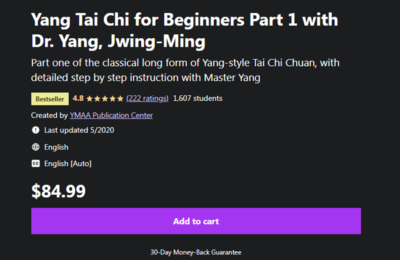 Yang Tai Chi for Beginners Part 1 with
Dr. Yang, Jwing-Ming
Part one of the classical long form of Yang-style Tai Chi Chuan, with
detailed step by step instruction with Master Yang
Bestseller 4.8 (222 ratings) 1,607 students
Created by YMAA Publication Center
Last updated 5/2020
English
CC English [Auto]
$84.99
Add to cart
30-Day Money-Back Guarantee